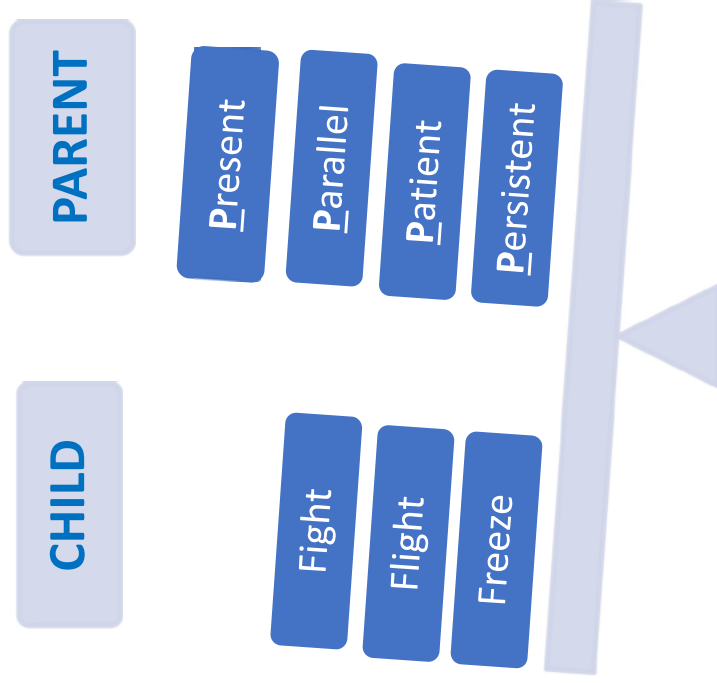 CHILD
PARENT
Fight
Flight
Freeze
Present
Parallel
Patient
Persistent